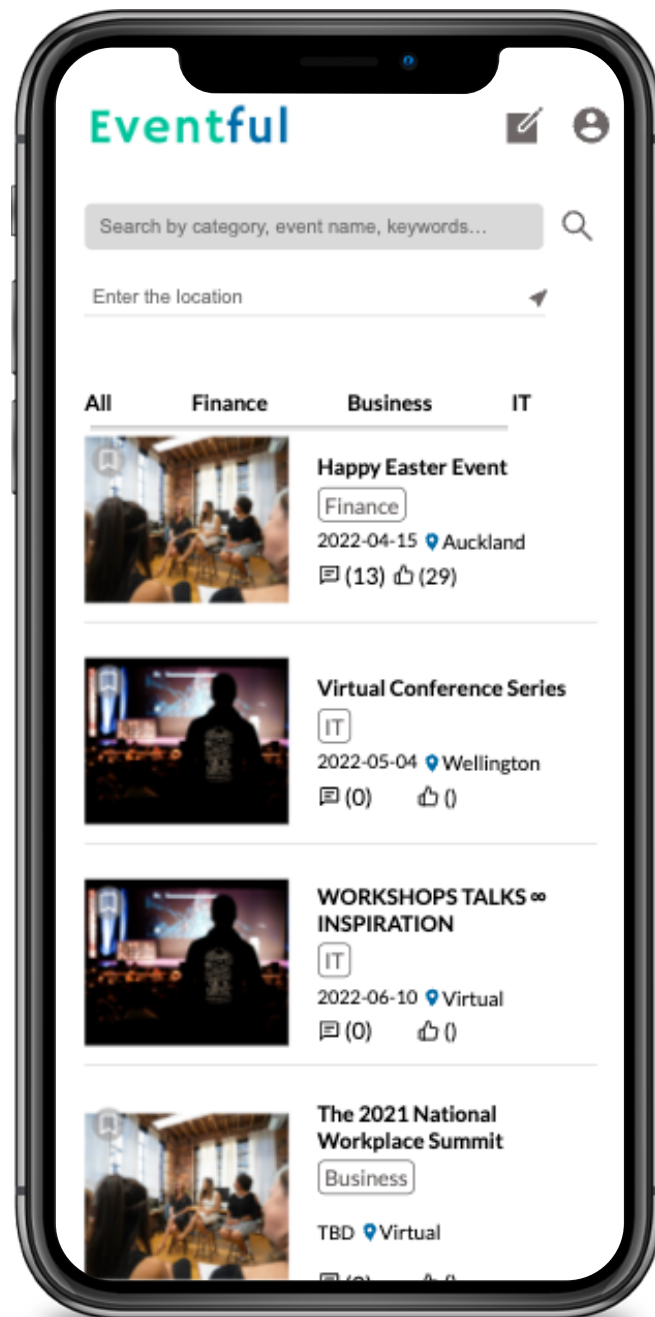 Eventful
Search by category, event name, keywords...
Enter the location
All Finance Business IT
Happy Easter Event
Finance
2022-04-15 Auckland
(13) (29)
Virtual Conference Series
IT
2022-05-04 Wellington
(0) ()
WORKSHOPS TALKS ∞
INSPIRATION
IT
2022-06-10 Virtual
(0) ()
The 2021 National
Workplace Summit
Business
TBD Virtual